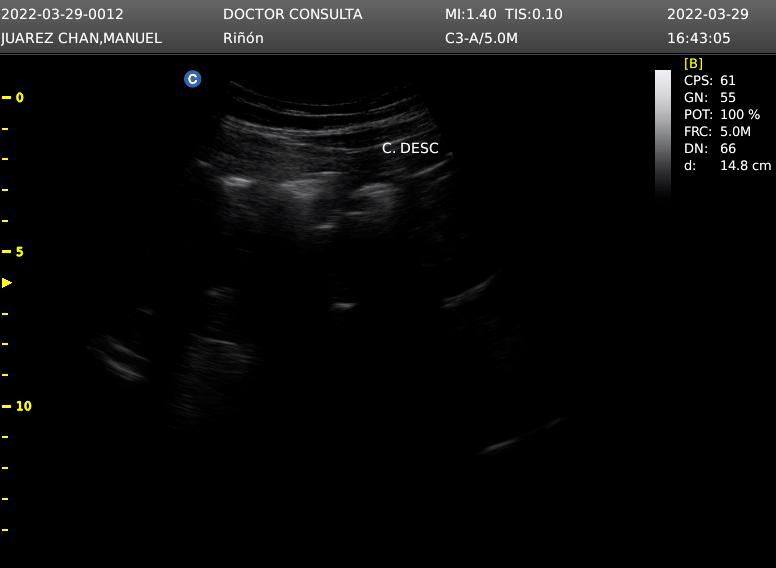 2022-03-29-0012 DOCTOR CONSULTA MI:1.40 TIS:0.10 2022-03-29
JUAREZ CHAN,MANUEL Riñón C3-A/5.0M 16:43:05
[B]
C
CPS: 61
0
GN: 55
POT: 100 %
FRC: 5.0M
C. DESC
DN: 66
d: 14.8 cm
5
10